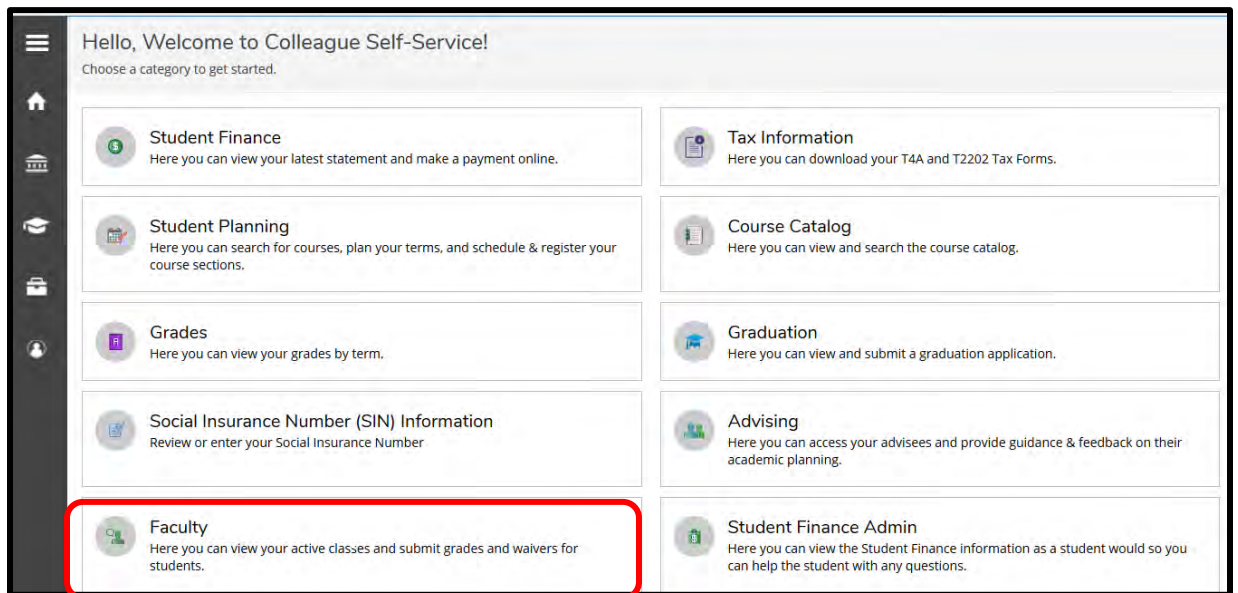 Hello, Welcome to Colleague Self-Service!
Choose a category to get started.
Student Finance
Here you can view your latest statement and make a payment online.
Tax Information
Here you can download your T4A and T2202 Tax Forms.
Student Planning
Here you can search for courses, plan your terms, and schedule & register your
course sections.
Course Catalog
Here you can view and search the course catalog.
Grades
Here you can view your grades by term.
Graduation
Here you can view and submit a graduation application.
Social Insurance Number (SIN) Information
Review or enter your Social Insurance Number
Advising
Here you can access your advisees and provide guidance & feedback on their
academic planning.
Faculty
Here you can view your active classes and submit grades and waivers for
students.
Student Finance Admin
Here you can view the Student Finance information as a student would so you
can help the student with any questions.